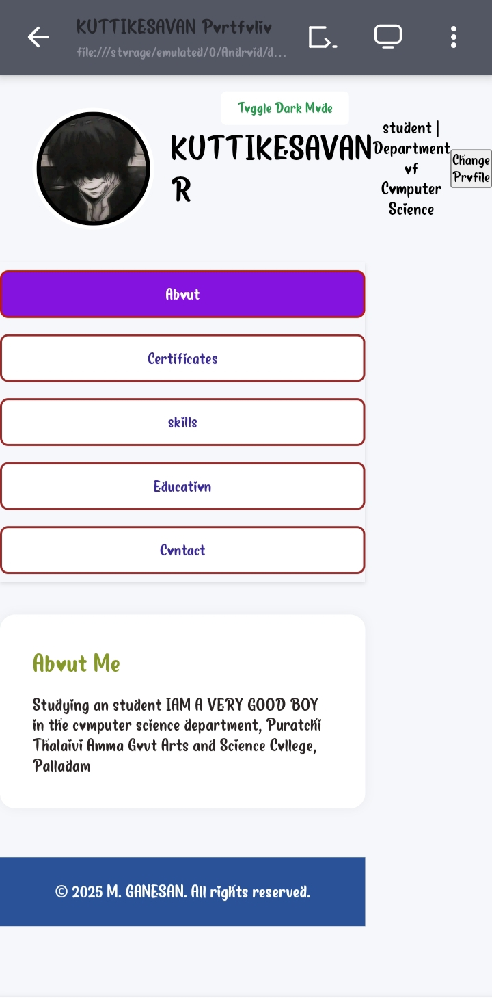 KUTTIKESAVAN Portfolio
file:///storage/emulated/0/Android/d...
Toggle Dark Mode
KUTTIKESAVAN
R
student |
Department
of
Computer
Science
Change
Profile
About
Certificates
skills
Education
Contact
About Me
Studying an student IAM A VERY GOOD BOY
in the computer science department, Puratchi
Thalaivi Amma Govt Arts and Science College,
Palladam
© 2025 M. GANESAN. All rights reserved.